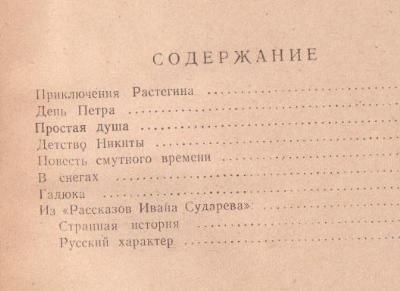 СОДЕРЖАНИЕ
Приключения Растегина
День Петра
Простая душа
Детство Никиты
Повесть смутного времени
В снегах
Галюка
Из «Рассказов Ивана Сударева»:
Странная история
Русский характер